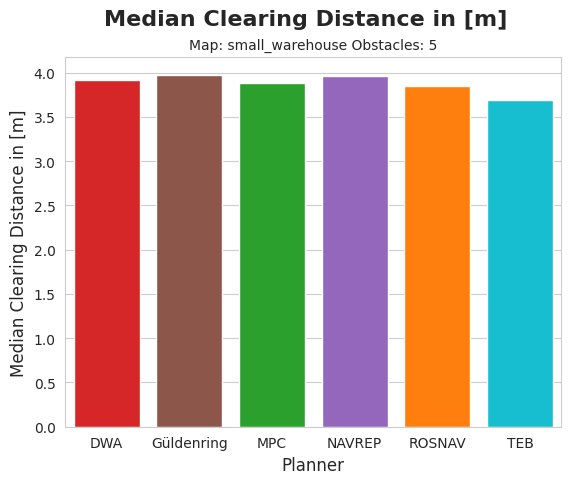 Median Clearing Distance in [m]
Map: small_warehouse Obstacles: 5
Median Clearing Distance in [m]
4.0
3.5
3.0
2.5
2.0
1.5
1.0
0.5
0.0
DWA Güldenring MPC NAVREP ROSNAV TEB
Planner